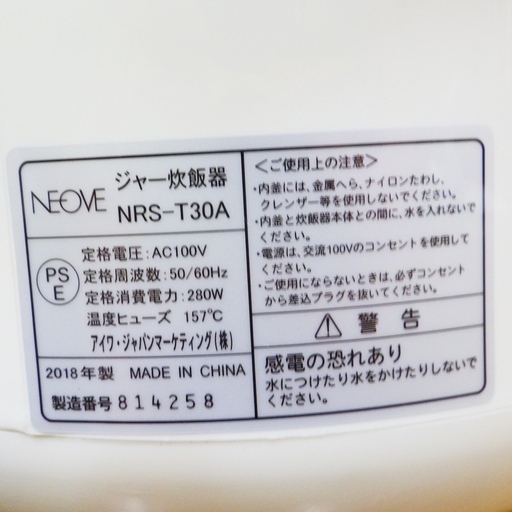 NEOVE
ジャー炊飯器
NRS-T30A
PS
E
定格電圧:AC100V
定格周波数:50/60Hz
定格消費電力:280W
温度ヒューズ 157℃
アイワ・ジャパンマーケティング(株)
2018年製 MADE IN CHINA
製造番号 814258
<ご使用上の注意>
・内釜には、金属へら、ナイロンたわし、
クレンザー等を使用しないでください。
・内釜と炊飯器本体との間に、水を入れないで
ください。
・電源は、交流100Vのコンセントを使用して
ください。
・ご使用にならないときは、必ずコンセント
から差込プラグを抜いてください。
警告
感電の恐れあり
水につけたり水をかけたりしないで
ください。